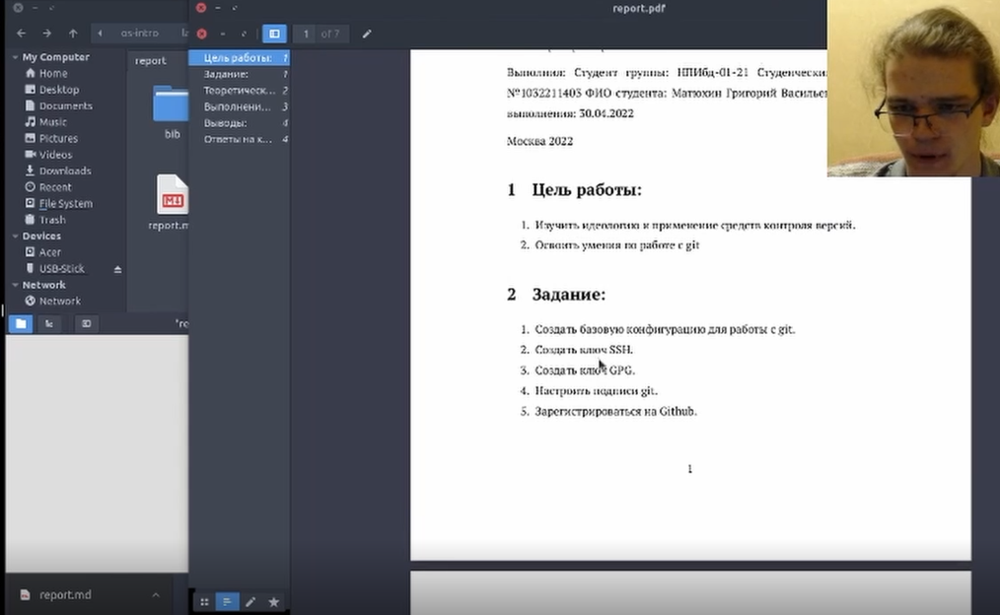 report.pdf
os-intro
1 of 7
My Computer
Home
Desktop
Documents
Music
Pictures
Videos
Downloads
Recent
File System
Trash
Devices
Acer
USB-Stick
Network
Network
report
bib
report.m
report.md
Цель работы: 1
Задание: 1
Теоретическ... 2
Выполнени... 3
Выводы: 4
Ответы на к... 4
Выполнил: Студент группы: НПИбд-01-21 Студенчески
№1032211403 ФИО студента: Матюхин Григорий Василье
выполнения: 30.04.2022
Москва 2022
1 Цель работы:
1. Изучить идеологию и применение средств контроля версий.
2. Освоить умения по работе с git
2 Задание:
1. Создать базовую конфигурацию для работы с git.
2. Создать ключ SSH.
3. Создать ключ GPG.
4. Настроить подписи git.
5. Зарегистрироваться на Github.
1